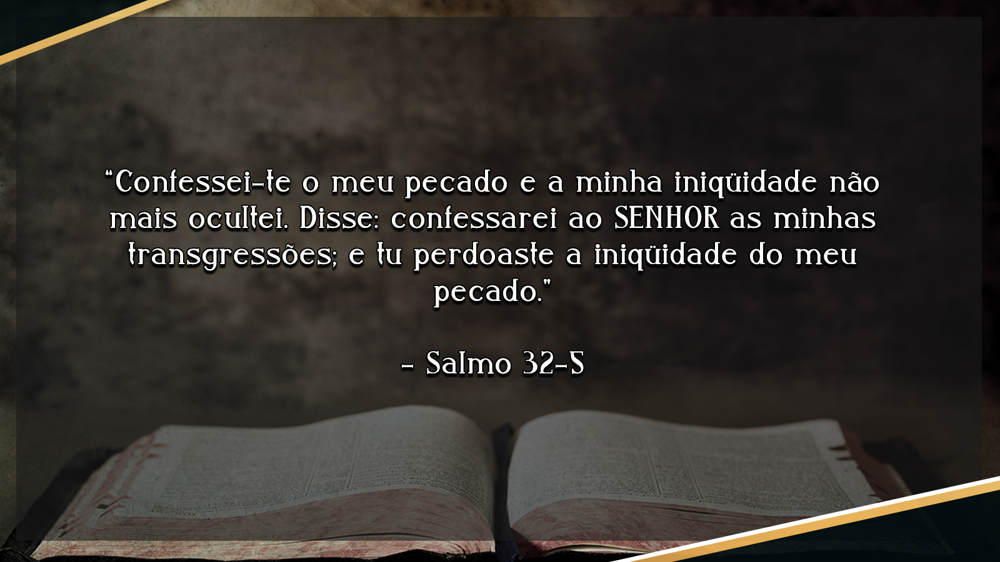 "Confessei-te o meu pecado e a minha iniqüidade não
mais ocultei. Disse: confessarei ao SENHOR as minhas
transgressões; e tu perdoaste a iniqüidade do meu
pecado."
- Salmo 32-5